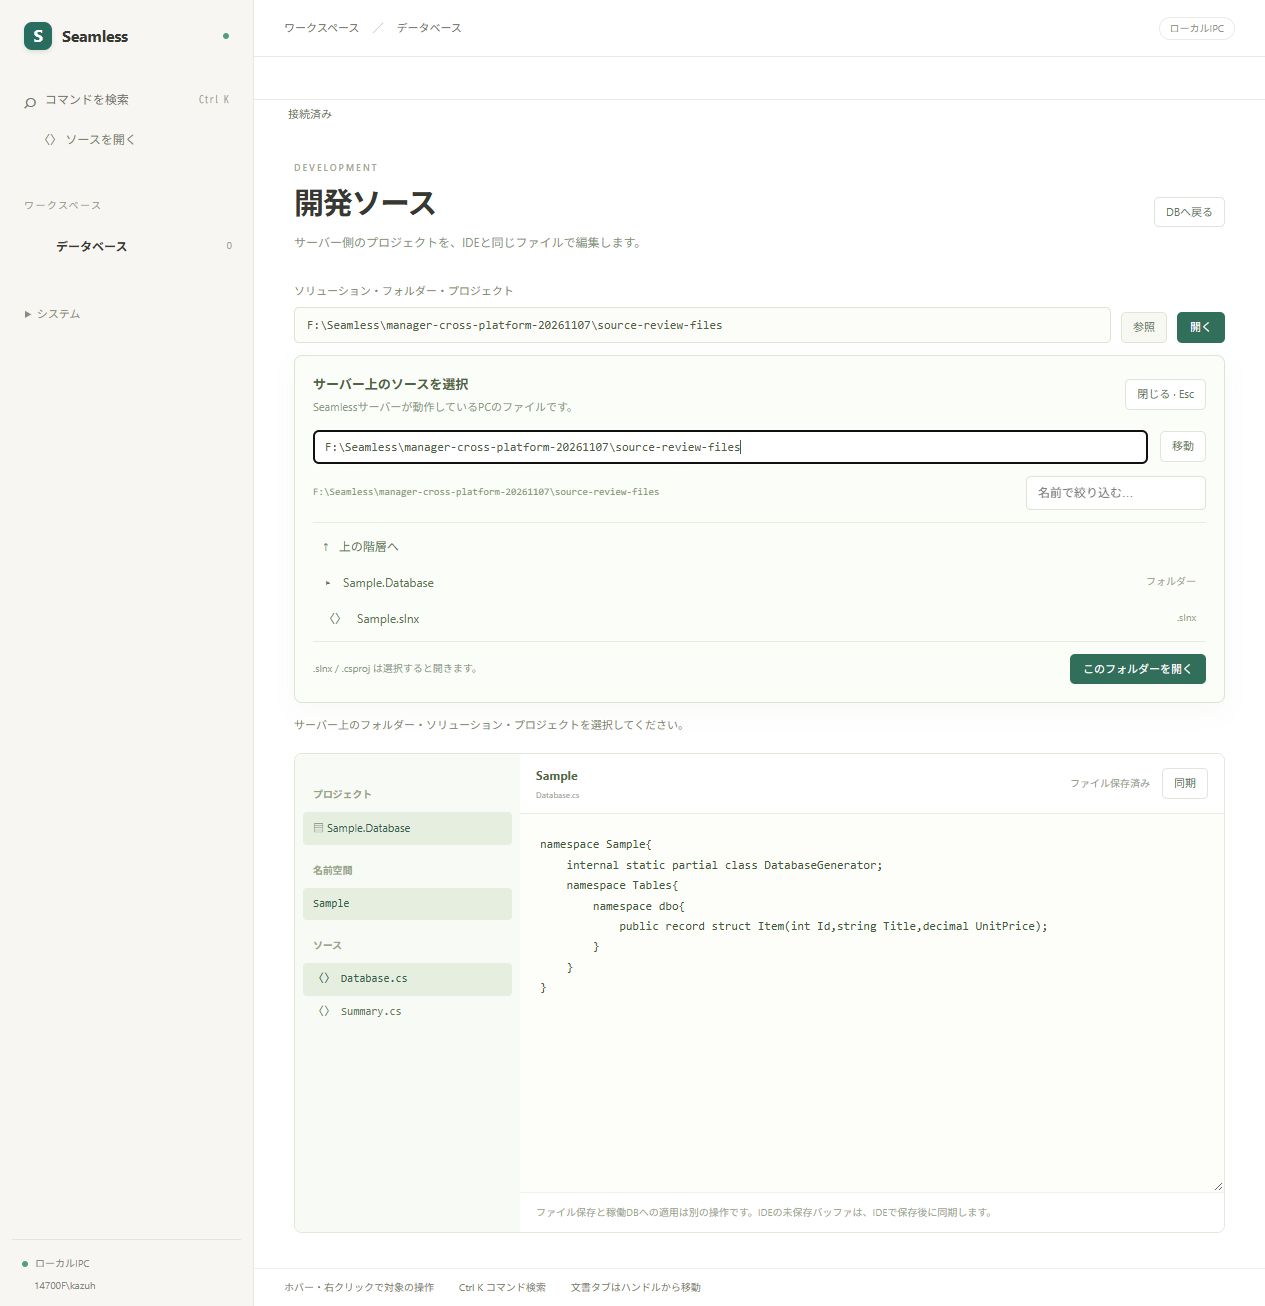 S Seamless
コマンドを検索 Ctrl K
ソースを開く
ワークスペース
データベース 0
▶ システム
ローカルIPC
14700F\kazuh
ワークスペース ／ データベース
ローカルIPC
接続済み
DEVELOPMENT
開発ソース
DBへ戻る
サーバー側のプロジェクトを、IDEと同じファイルで編集します。
ソリューション・フォルダー・プロジェクト
F:\Seamless\manager-cross-platform-20261107\source-review-files
参照
開く
サーバー上のソースを選択
Seamlessサーバーが動作しているPCのファイルです。
閉じる · Esc
F:\Seamless\manager-cross-platform-20261107\source-review-files
移動
F:\Seamless\manager-cross-platform-20261107\source-review-files
名前で絞り込む...
↑ 上の階層へ
▸ Sample.Database フォルダー
〈〉 Sample.slnx .slnx
.slnx / .csproj は選択すると開きます。
このフォルダーを開く
サーバー上のフォルダー・ソリューション・プロジェクトを選択してください。
プロジェクト
Sample.Database
名前空間
Sample
ソース
〈〉 Database.cs
〈〉 Summary.cs
Sample
Database.cs
ファイル保存済み
同期
namespace Sample{
    internal static partial class DatabaseGenerator;
    namespace Tables{
        namespace dbo{
            public record struct Item(int Id,string Title,decimal UnitPrice);
        }
    }
}
ファイル保存と稼働DBへの適用は別の操作です。IDEの未保存バッファは、IDEで保存後に同期します。
ホバー・右クリックで対象の操作 Ctrl K コマンド検索 文書タブはハンドルから移動